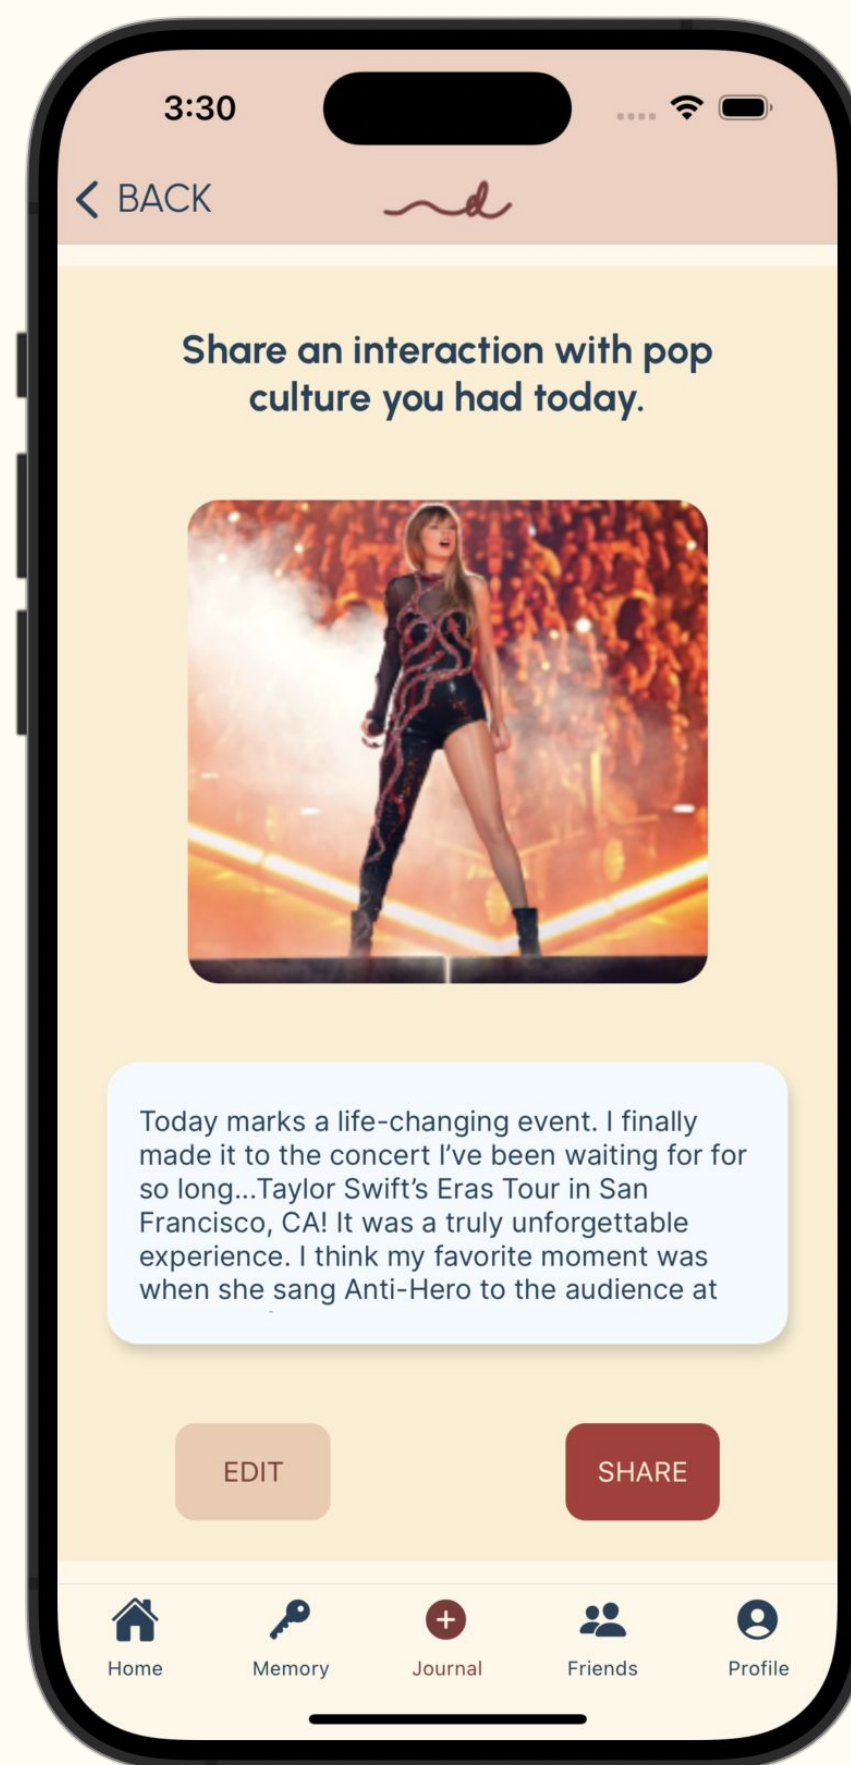 3:30
BACK
d
Share an interaction with pop
culture you had today.
Today marks a life-changing event. I finally
made it to the concert I’ve been waiting for for
so long...Taylor Swift’s Eras Tour in San
Francisco, CA! It was a truly unforgettable
experience. I think my favorite moment was
when she sang Anti-Hero to the audience at
EDIT
SHARE
Home
Memory
Journal
Friends
Profile